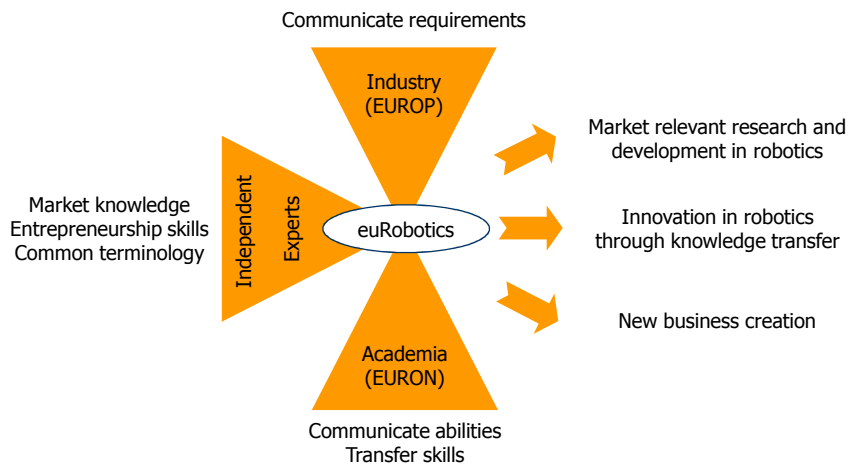 Communicate requirements
Industry
(EUROP)
Market relevant research and
development in robotics
Market knowledge
Entrepreneurship skills
Common terminology
Independent
Experts
euRobotics
Innovation in robotics
through knowledge transfer
New business creation
Academia
(EURON)
Communicate abilities
Transfer skills